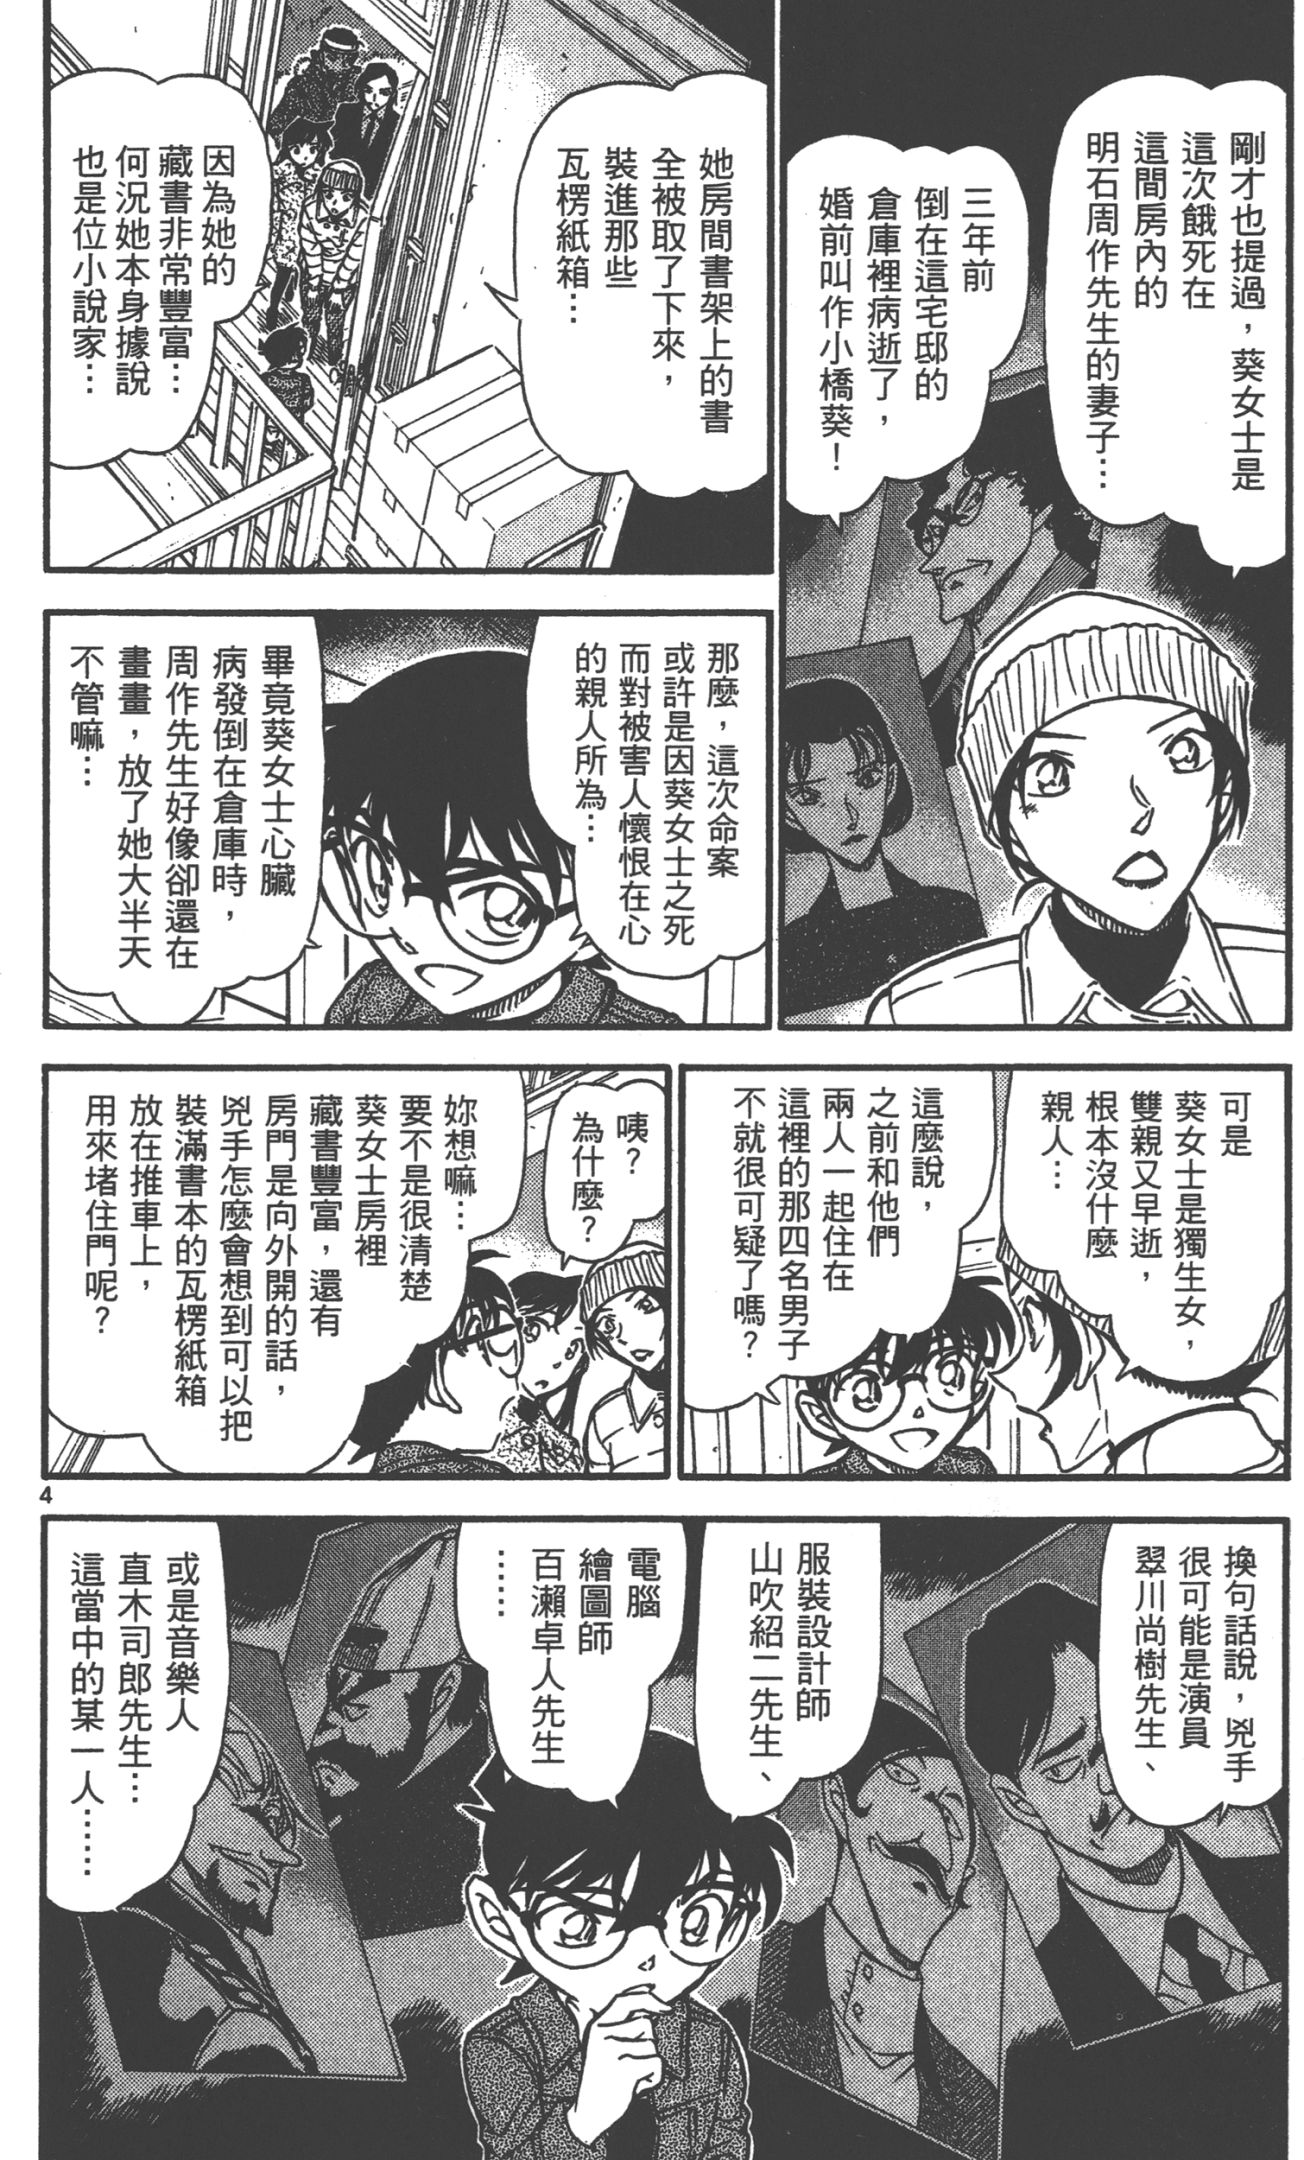 剛才也提過，葵女士是
這次餓死在
這間房內的
明石周作先生的妻子…
三年前
倒在這宅邸的
倉庫裡病逝了，
婚前叫作小橋葵！
她房間書架上的書
全被取了下來，
裝進那些
瓦楞紙箱…
因為她的
藏書非常豐富…
何況她本身據說
也是位小說家…
那麼，這次命案
或許是因葵女士之死
而對被害人懷恨在心
的親人所為…
畢竟葵女士心臟
病發倒在倉庫時，
周作先生好像卻還在
畫畫，放了她大半天
不管嘛…
可是
葵女士是獨生女，
雙親又早逝，
根本沒什麼
親人…
這麼說，
之前和他們
兩人一起住在
這裡的那四名男子
不就很可疑了嗎？
咦？
為什麼？
妳想嘛…
要不是很清楚
葵女士房裡
藏書豐富，還有
房門是向外開的話，
兇手怎麼會想到可以把
裝滿書本的瓦楞紙箱
放在推車上，
用來堵住門呢？
4
換句話說，兇手
很可能是演員
翠川尚樹先生、
服裝設計師
山吹紹二先生、
電腦
繪圖師
百瀨卓人先生
……
或是音樂人
直木司郎先生…
這當中的某一人……